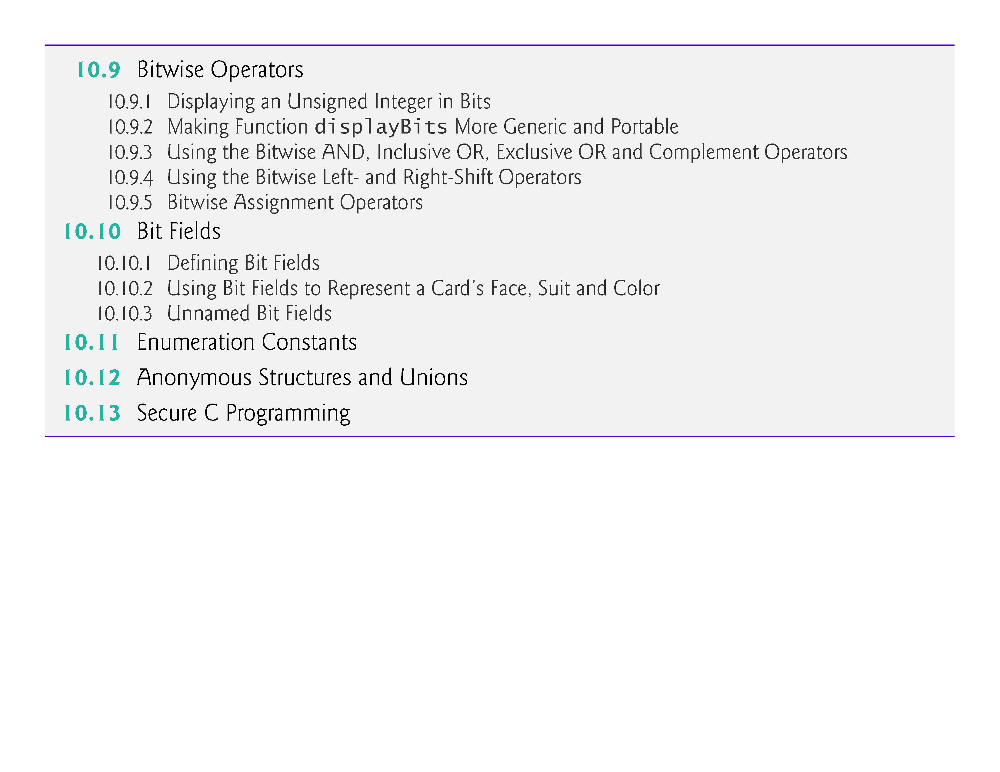 10.9 Bitwise Operators
10.9.1 Displaying an Unsigned Integer in Bits
10.9.2 Making Function displayBits More Generic and Portable
10.9.3 Using the Bitwise AND, Inclusive OR, Exclusive OR and Complement Operators
10.9.4 Using the Bitwise Left- and Right-Shift Operators
10.9.5 Bitwise Assignment Operators
10.10 Bit Fields
10.10.1 Defining Bit Fields
10.10.2 Using Bit Fields to Represent a Card’s Face, Suit and Color
10.10.3 Unnamed Bit Fields
10.11 Enumeration Constants
10.12 Anonymous Structures and Unions
10.13 Secure C Programming